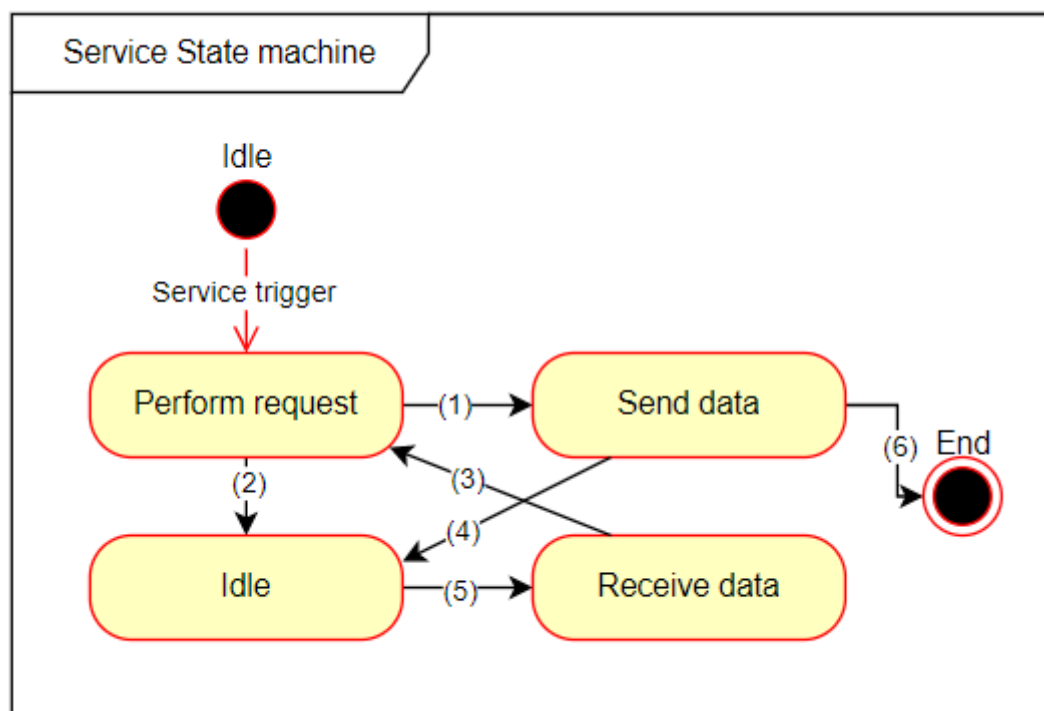 Service State machine
Idle
Service trigger
Perform request
(1)
Send data
(6)
End
(2)
(3)
(4)
Idle
(5)
Receive data